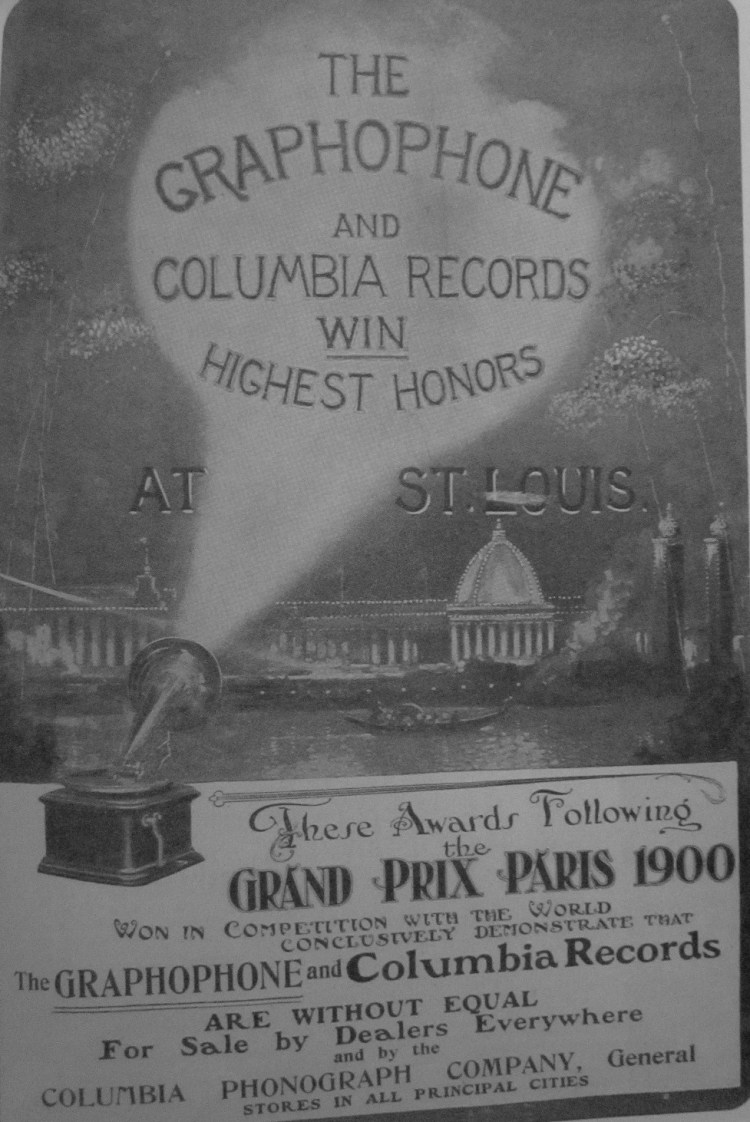 THE
GRAPHOPHONE
AND
COLUMBIA RECORDS
WIN
HIGHEST HONORS
AT ST. LOUIS.
These Awards Following
the
GRAND PRIX PARIS 1900
WON IN COMPETITION WITH THE WORLD
CONCLUSIVELY DEMONSTRATE THAT
The GRAPHOPHONE and Columbia Records
ARE WITHOUT EQUAL
For Sale by Dealers Everywhere
and by the
COLUMBIA PHONOGRAPH COMPANY, General
STORES IN ALL PRINCIPAL CITIES